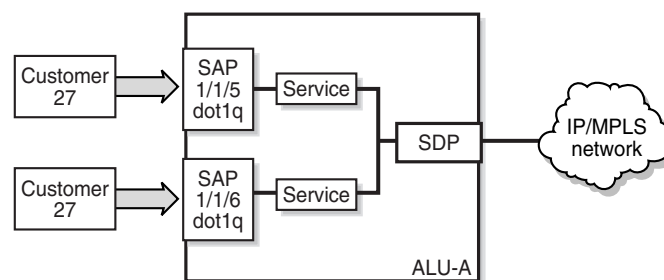 Customer
27
SAP
1/1/5
dot1q
Service
SDP
IP/MPLS
network
Customer
27
SAP
1/1/6
dot1q
Service
ALU-A